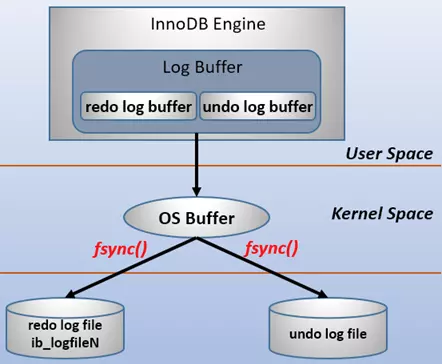 InnoDB Engine
Log Buffer
redo log buffer undo log buffer
User Space
OS Buffer
Kernel Space
fsync() fsync()
redo log file
ib_logfileN
undo log file